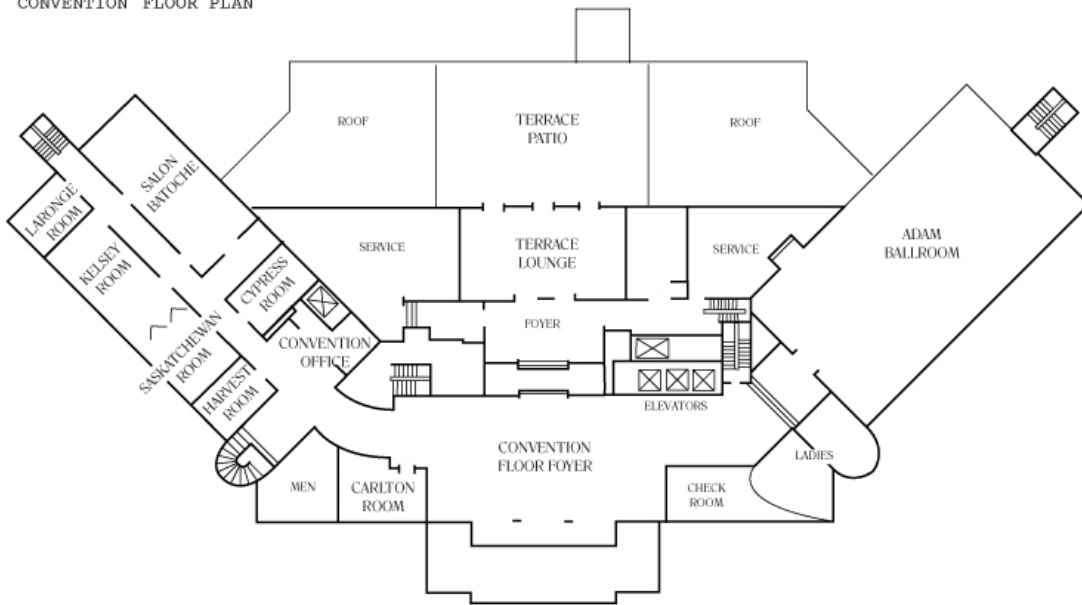 CONVENTION FLOOR PLAN
ROOF
TERRACE
PATIO
ROOF
SALON
BATOCHE
LARONGE
ROOM
KELSEY
ROOM
SERVICE
TERRACE
LOUNGE
SERVICE
ADAM
BALLROOM
CYPRESS
ROOM
SASKATCHEWAN
ROOM
CONVENTION
OFFICE
FOYER
HARVEST
ROOM
ELEVATORS
CONVENTION
FLOOR FOYER
MEN
CARLTON
ROOM
CHECK
ROOM
LADIES